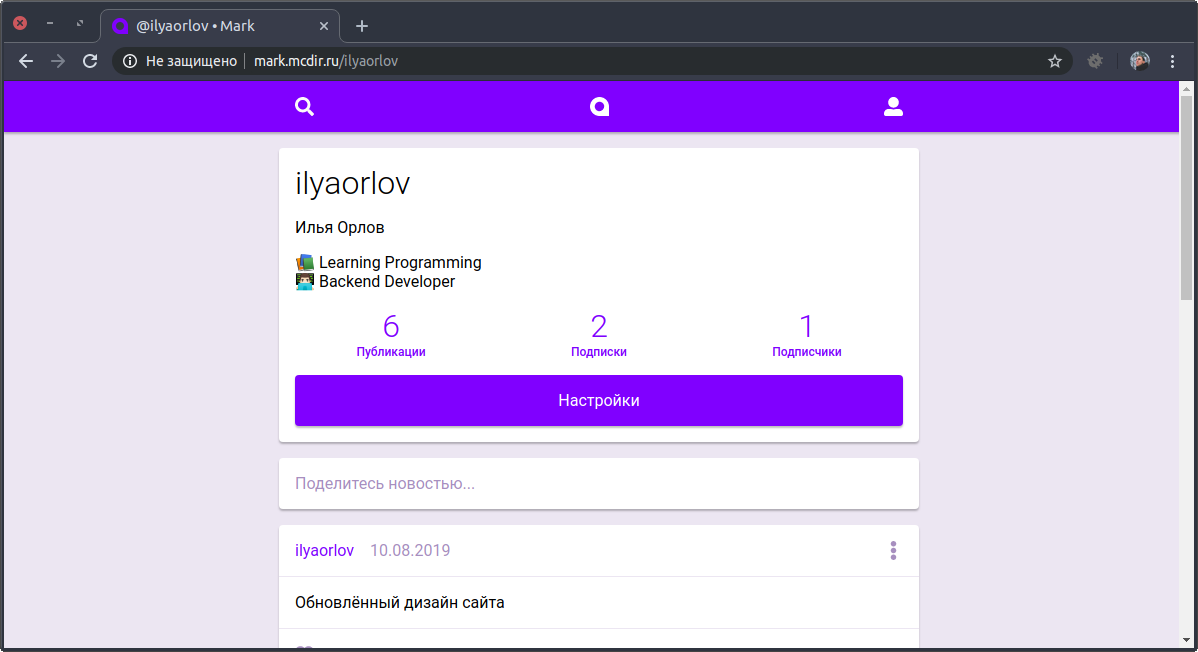 @ilyaorlov • Mark
Не защищено mark.mcdir.ru/ilyaorlov
ilyaorlov
Илья Орлов
Learning Programming
Backend Developer
6 2 1
Публикации Подписки Подписчики
Настройки
Поделитесь новостью...
ilyaorlov 10.08.2019
Обновлённый дизайн сайта